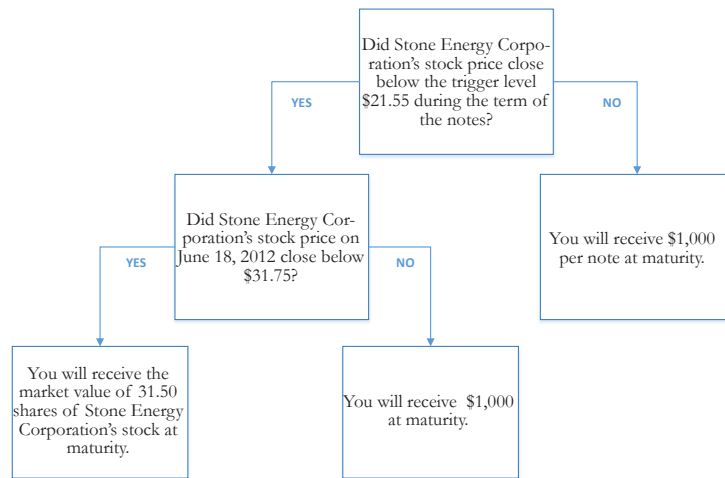 Did Stone Energy Corpo-
ration's stock price close
below the trigger level
$21.55 during the term of
the notes?
YES
NO
Did Stone Energy Cor-
poration's stock price on
June 18, 2012 close below
$31.75?
You will receive $1,000
per note at maturity.
YES
NO
You will receive the
market value of 31.50
shares of Stone Energy
Corporation's stock at
maturity.
You will receive $1,000
at maturity.